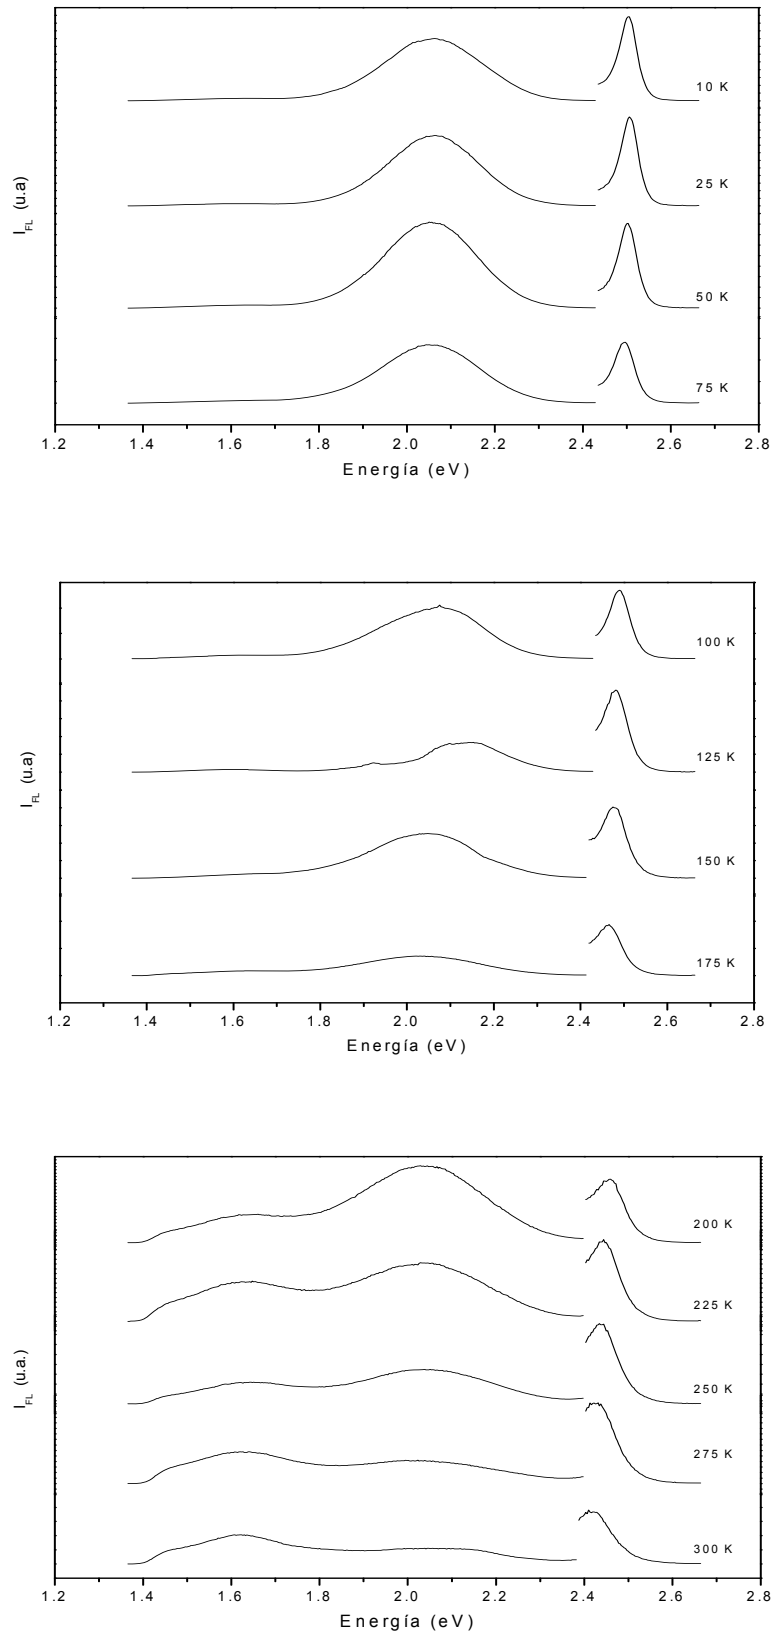 10 K
25 K
I FL (u.a)
50 K
75 K
1.2 1.4 1.6 1.8 2.0 2.2 2.4 2.6 2.8
Energía (eV)
100 K
125 K
I FL (u.a)
150 K
175 K
1.2 1.4 1.6 1.8 2.0 2.2 2.4 2.6 2.8
Energía (eV)
200 K
225 K
I FL (u.a.)
250 K
275 K
300 K
1.2 1.4 1.6 1.8 2.0 2.2 2.4 2.6 2.8
Energía (eV)